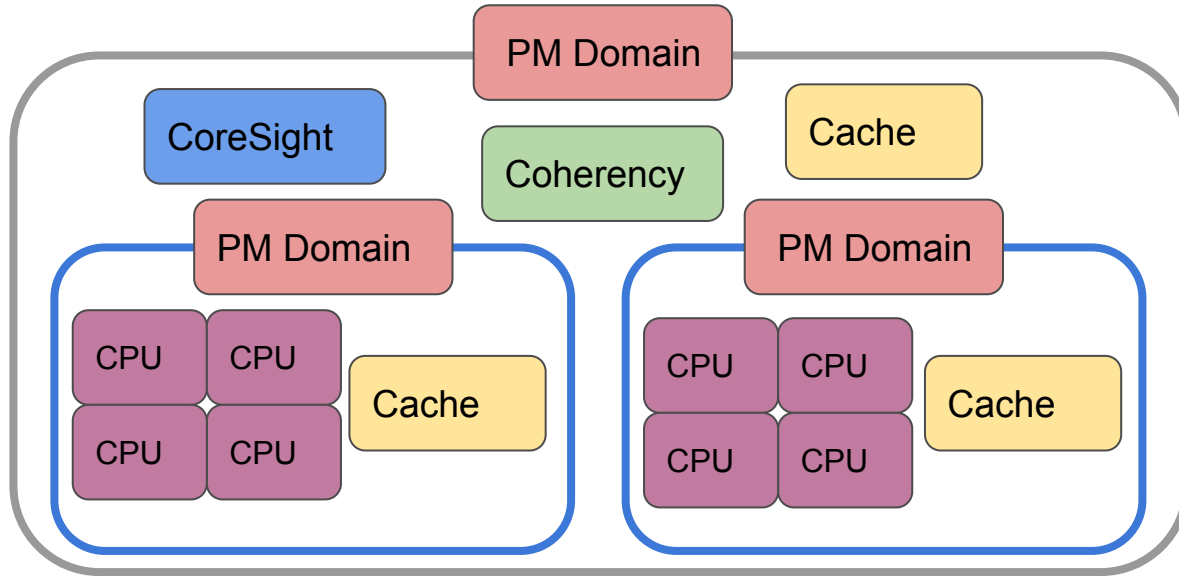 PM Domain
CoreSight
Cache
Coherency
PM Domain
PM Domain
CPU
CPU
Cache
CPU
CPU
CPU
CPU
Cache
CPU
CPU